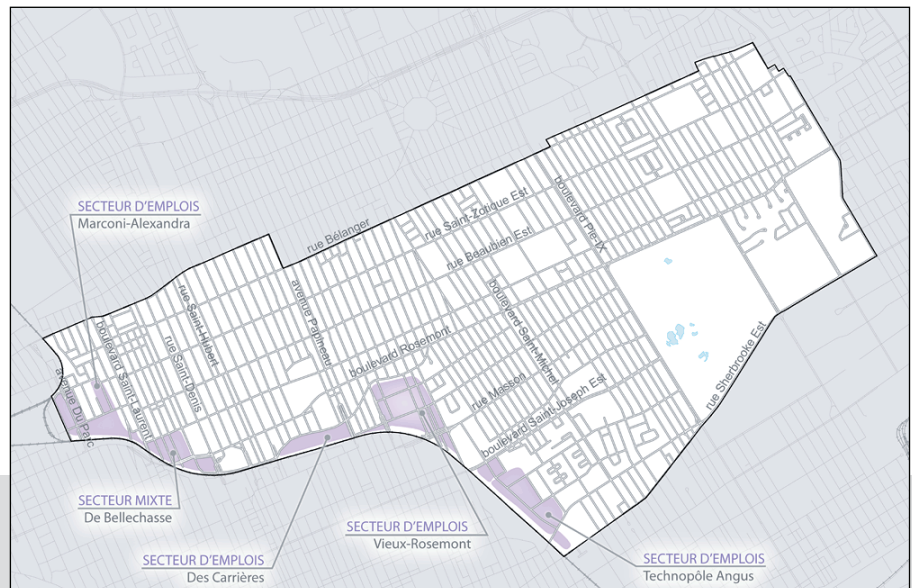 SECTEUR D'EMPLOIS
Marconi-Alexandra
rue Bélanger
rue Saint-Zotique Est
rue Beaubien Est
boulevard Pie-IX
rue Saint-Hubert
avenue Papineau
boulevard Saint-Michel
boulevard Saint-Laurent
rue Saint-Denis
boulevard Rosemont
avenue Du Parc
rue Masson
boulevard Saint-Joseph Est
rue Sherbrooke Est
SECTEUR MIXTE
De Bellechasse
SECTEUR D'EMPLOIS
Vieux-Rosemont
SECTEUR D'EMPLOIS
Des Carrières
SECTEUR D'EMPLOIS
Technopôle Angus